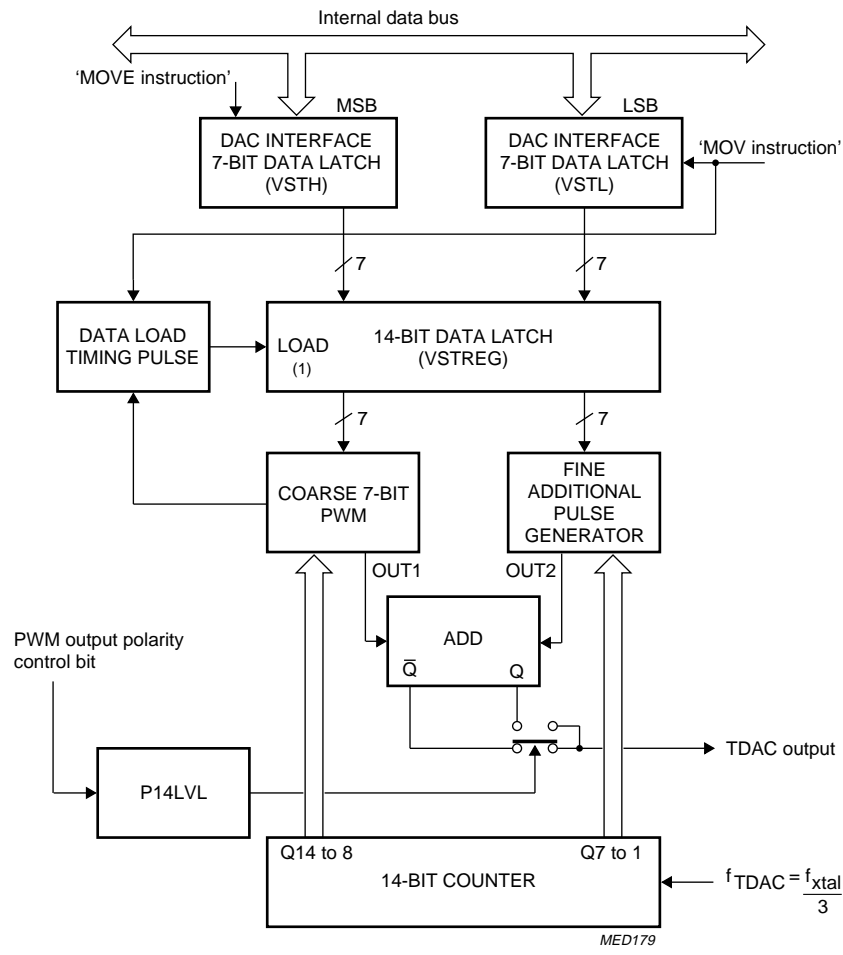 Internal data bus
‘MOVE instruction’
MSB
LSB
DAC INTERFACE
7-BIT DATA LATCH
(VSTH)
DAC INTERFACE
7-BIT DATA LATCH
(VSTL)
‘MOV instruction’
7
7
DATA LOAD
TIMING PULSE
LOAD
(1)
14-BIT DATA LATCH
(VSTREG)
7
7
COARSE 7-BIT
PWM
FINE
ADDITIONAL
PULSE
GENERATOR
OUT1
OUT2
ADD
Q̅
Q
PWM output polarity
control bit
TDAC output
P14LVL
Q14 to 8
Q7 to 1
14-BIT COUNTER
f TDAC = fxtal
3
MED179